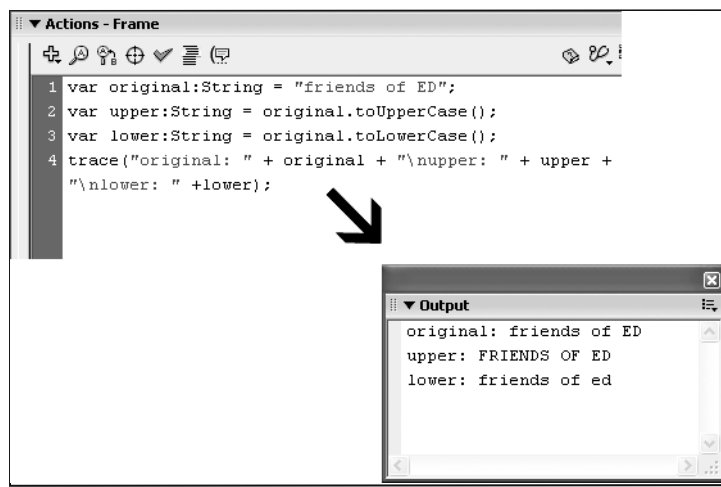 Actions - Frame
1 var original:String = "friends of ED";
2 var upper:String = original.toUpperCase();
3 var lower:String = original.toLowerCase();
4 trace("original: " + original + "\nupper: " + upper +
"\nlower: " +lower);
Output
original: friends of ED
upper: FRIENDS OF ED
lower: friends of ed